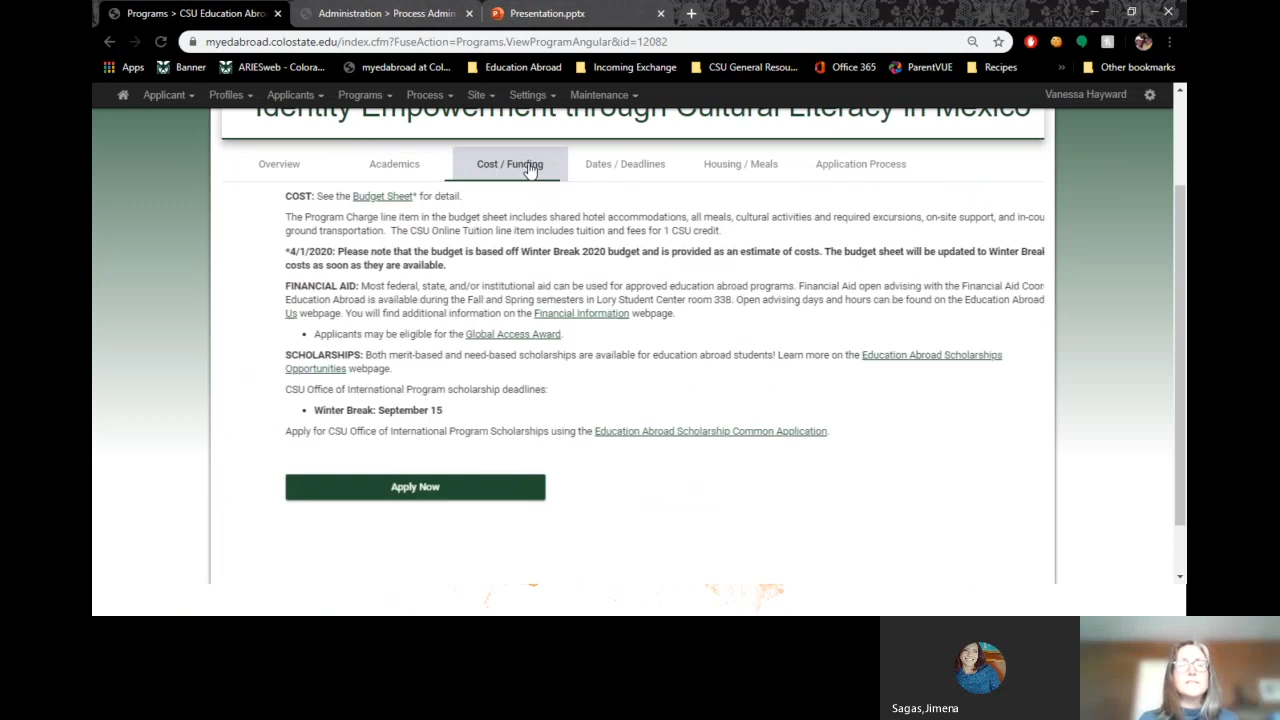 Programs > CSU Education Abro
Administration > Process Admin
Presentation.pptx
myedabroad.colostate.edu/index.cfm?FuseAction=Programs.ViewProgramAngular&id=12082
Apps
Banner
ARIESweb - Colora...
myedabroad at Col...
Education Abroad
Incoming Exchange
CSU General Resou...
Office 365
ParentVUE
Recipes
»
Other bookmarks
Applicant
Profiles
Applicants
Programs
Process
Site
Settings
Maintenance
Vanessa Hayward
Identity Empowerment through Cultural Literacy in Mexico
Overview
Academics
Cost / Funding
Dates / Deadlines
Housing / Meals
Application Process
COST: See the Budget Sheet* for detail.
The Program Charge line item in the budget sheet includes shared hotel accommodations, all meals, cultural activities and required excursions, on-site support, and in-cou
ground transportation. The CSU Online Tuition line item includes tuition and fees for 1 CSU credit.
*4/1/2020: Please note that the budget is based off Winter Break 2020 budget and is provided as an estimate of costs. The budget sheet will be updated to Winter Break
costs as soon as they are available.
FINANCIAL AID: Most federal, state, and/or institutional aid can be used for approved education abroad programs. Financial Aid open advising with the Financial Aid Coor
Education Abroad is available during the Fall and Spring semesters in Lory Student Center room 338. Open advising days and hours can be found on the Education Abroad
Us webpage. You will find additional information on the Financial Information webpage.
• Applicants may be eligible for the Global Access Award.
SCHOLARSHIPS: Both merit-based and need-based scholarships are available for education abroad students! Learn more on the Education Abroad Scholarships
Opportunities webpage.
CSU Office of International Program scholarship deadlines:
• Winter Break: September 15
Apply for CSU Office of International Program Scholarships using the Education Abroad Scholarship Common Application.
Apply Now
Sagas,Jimena